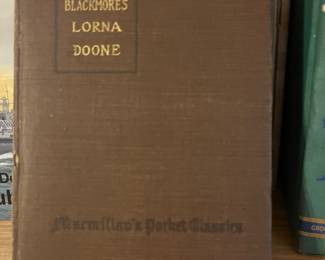 BLACKMORE'S
LORNA
DOONE
Macmillan's Pocket Classics